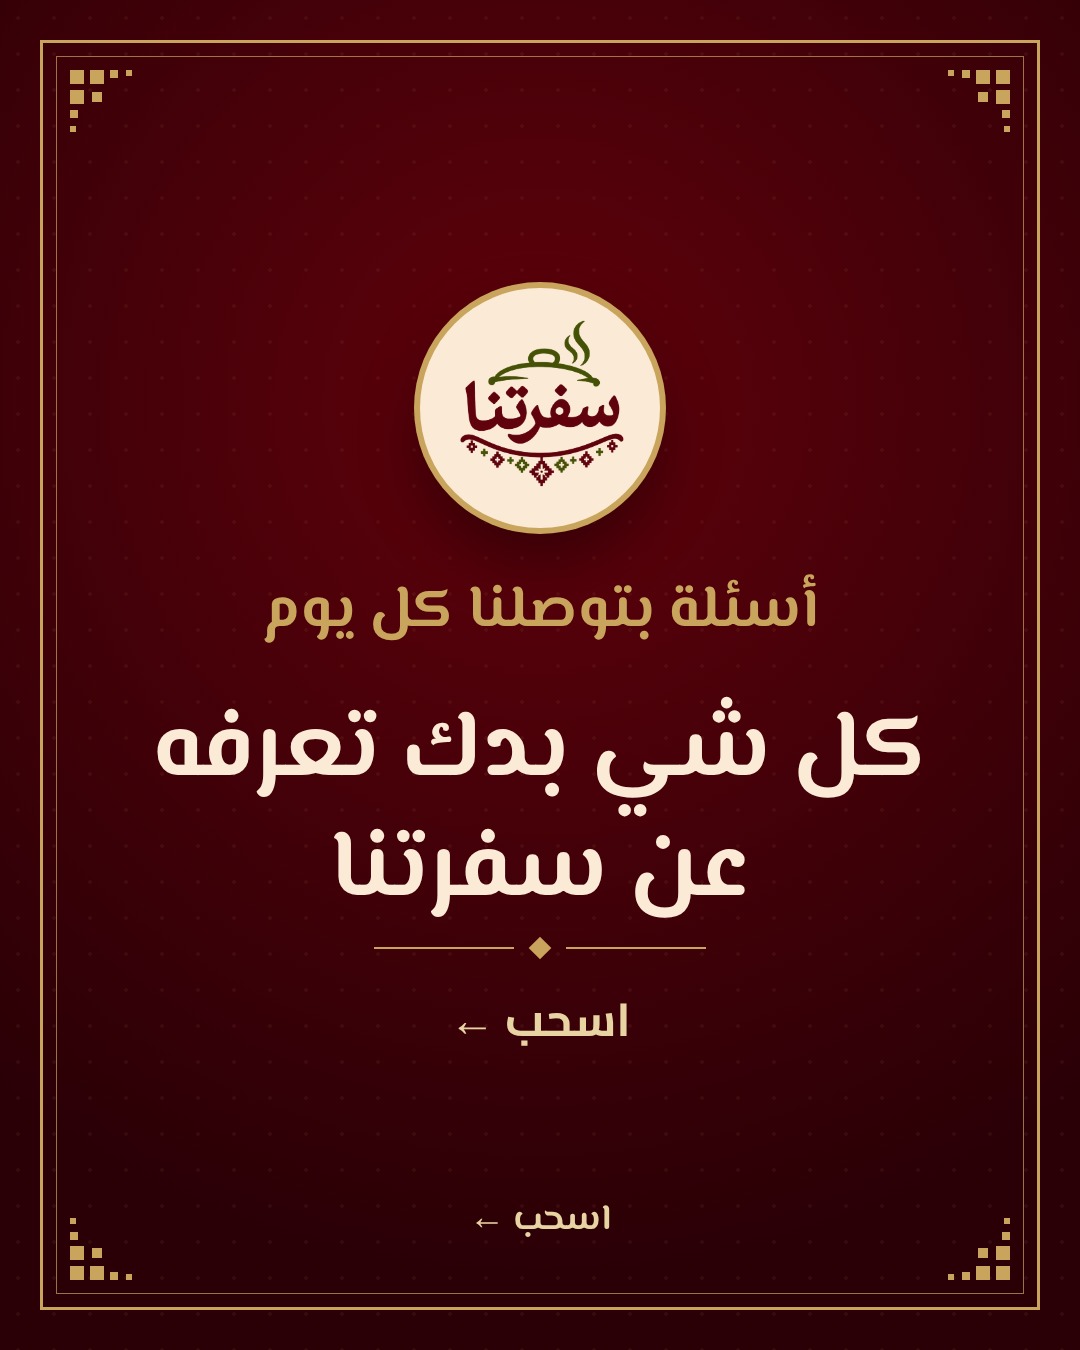 سفرتنا
أسئلة بتوصلنا كل يوم
كل شي بدك تعرفه
عن سفرتنا
اسحب ←
اسحب ←